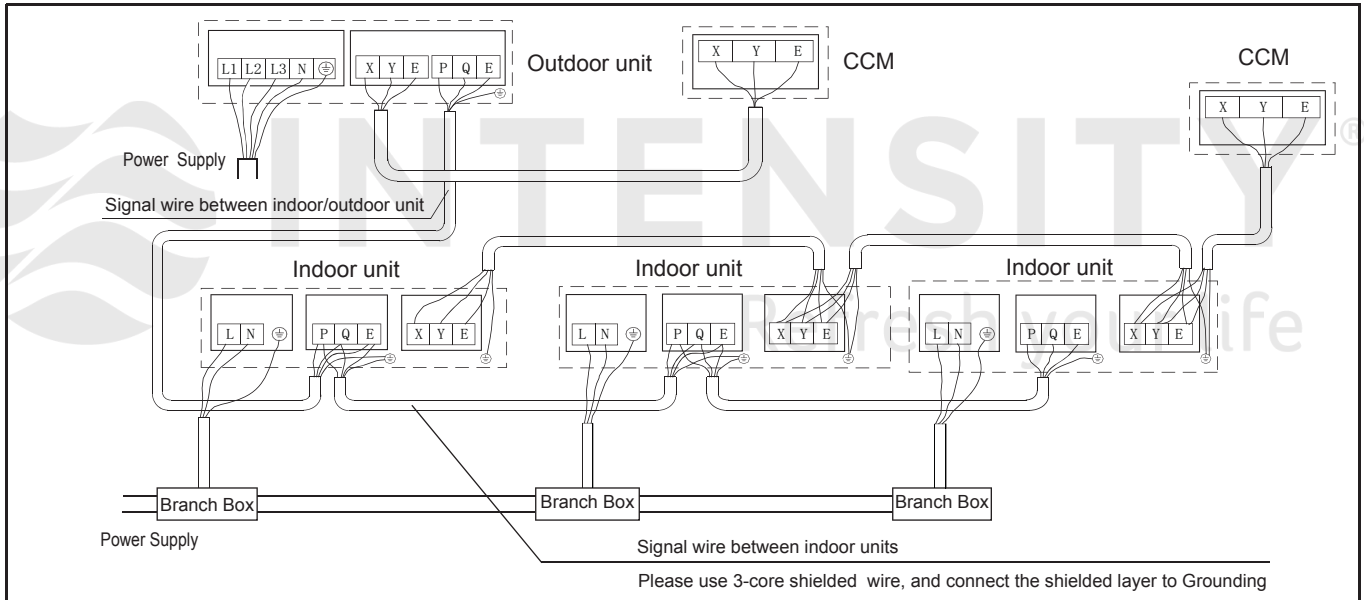 L1 L2 L3 N
X Y E
P Q E
Outdoor unit
X Y E
CCM
CCM
X Y E
INTENSITY®
Power Supply
Signal wire between indoor/outdoor unit
Indoor unit
Indoor unit
Indoor unit
Refresh your life
L N
P Q E
X Y E
L N
P Q E
X Y E
L N
P Q E
X Y E
Branch Box
Branch Box
Branch Box
Power Supply
Signal wire between indoor units
Please use 3-core shielded wire, and connect the shielded layer to Grounding